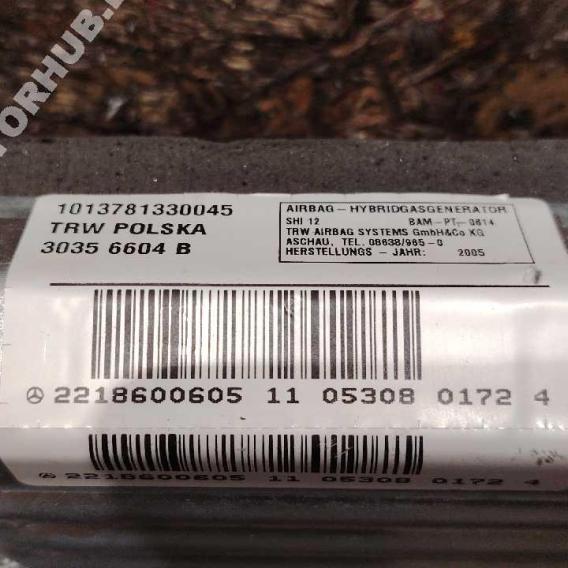 1013781330045
TRW POLSKA
3035 6604 B
AIRBAG - HYBRIDGASGENERATOR
SHI 12 BAM-PT-0814
TRW AIRBAG SYSTEMS GmbH&Co KG
ASCHAU, TEL. 08638/965-0
HERSTELLUNGS - JAHR: 2005
2218600605 11 05308 0172 4
2218600605 11 05308 0172 4